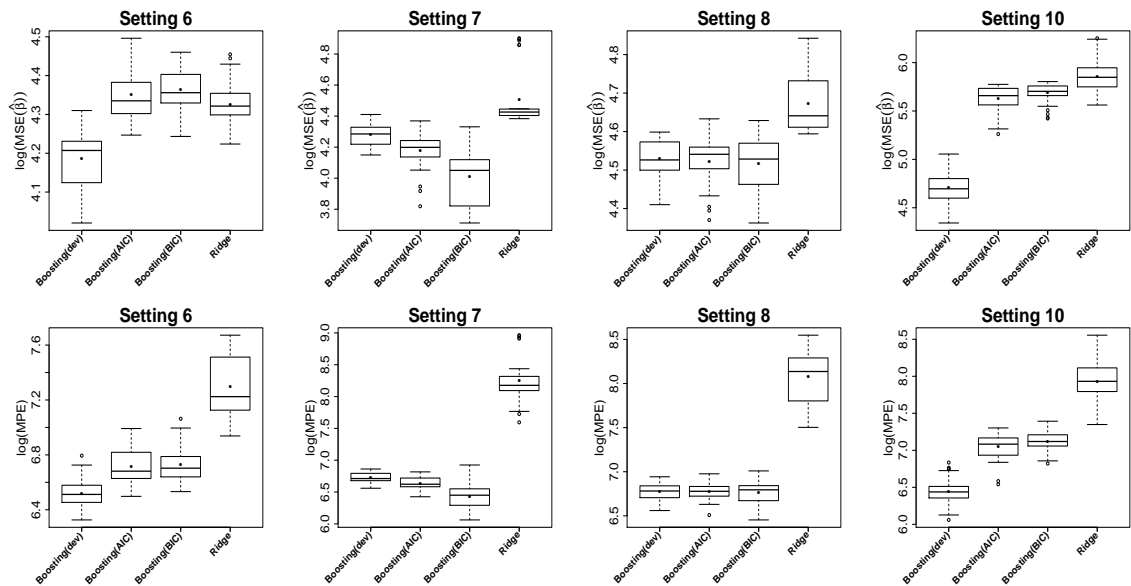 Setting 6
log(MSE(β̂))
4.1 4.2 4.3 4.4 4.5
Boosting(dev) Boosting(AIC) Boosting(BIC) Ridge
Setting 7
log(MSE(β̂))
3.8 4.0 4.2 4.4 4.6 4.8
Boosting(dev) Boosting(AIC) Boosting(BIC) Ridge
Setting 8
log(MSE(β̂))
4.4 4.5 4.6 4.7 4.8
Boosting(dev) Boosting(AIC) Boosting(BIC) Ridge
Setting 10
log(MSE(β̂))
4.5 5.0 5.5 6.0
Boosting(dev) Boosting(AIC) Boosting(BIC) Ridge
Setting 6
log(MPE)
6.4 6.8 7.2 7.6
Boosting(dev) Boosting(AIC) Boosting(BIC) Ridge
Setting 7
log(MPE)
6.0 6.5 7.0 7.5 8.0 8.5 9.0
Boosting(dev) Boosting(AIC) Boosting(BIC) Ridge
Setting 8
log(MPE)
6.5 7.0 7.5 8.0 8.5
Boosting(dev) Boosting(AIC) Boosting(BIC) Ridge
Setting 10
log(MPE)
6.0 6.5 7.0 7.5 8.0 8.5
Boosting(dev) Boosting(AIC) Boosting(BIC) Ridge